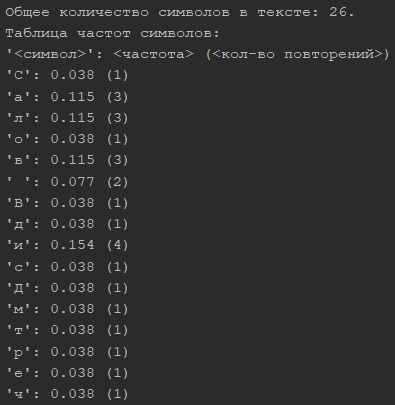 Общее количество символов в тексте: 26.
Таблица частот символов:
'<символ>': <частота> (<кол-во повторений>)
'С': 0.038 (1)
'а': 0.115 (3)
'л': 0.115 (3)
'о': 0.038 (1)
'в': 0.115 (3)
' ': 0.077 (2)
'В': 0.038 (1)
'д': 0.038 (1)
'и': 0.154 (4)
'с': 0.038 (1)
'Д': 0.038 (1)
'м': 0.038 (1)
'т': 0.038 (1)
'р': 0.038 (1)
'е': 0.038 (1)
'ч': 0.038 (1)